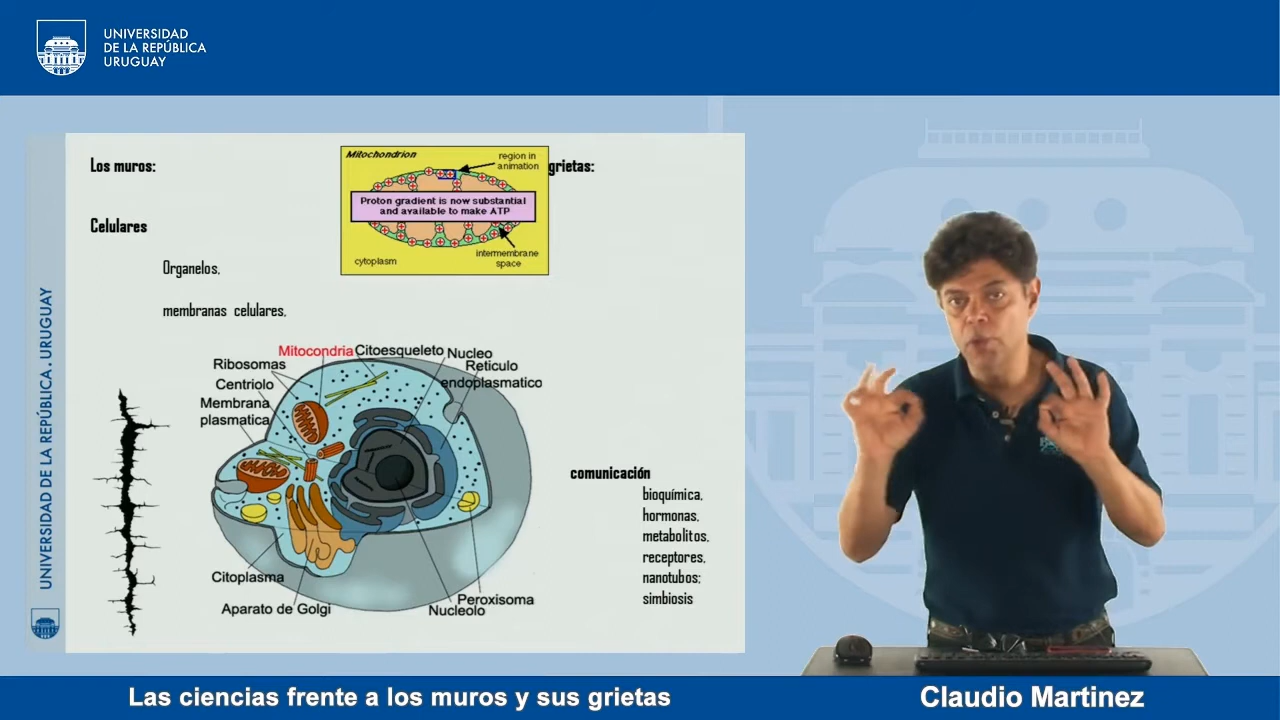 UNIVERSIDAD
DE LA REPÚBLICA
URUGUAY
UNIVERSIDAD DE LA REPÚBLICA. URUGUAY
Los muros:
grietas:
Mitochondrion
region in
animation
Proton gradient is now substantial
and available to make ATP
intermembrane
space
cytoplasm
Celulares
Organelos,
membranas celulares,
Mitocondria
Citoesqueleto
Nucleo
Ribosomas
Reticulo
endoplasmatico
Centriolo
Membrana
plasmatica
Citoplasma
Aparato de Golgi
Nucleolo
Peroxisoma
comunicación
bioquímica,
hormonas,
metabolitos,
receptores,
nanotubos;
simbiosis
Las ciencias frente a los muros y sus grietas
Claudio Martinez